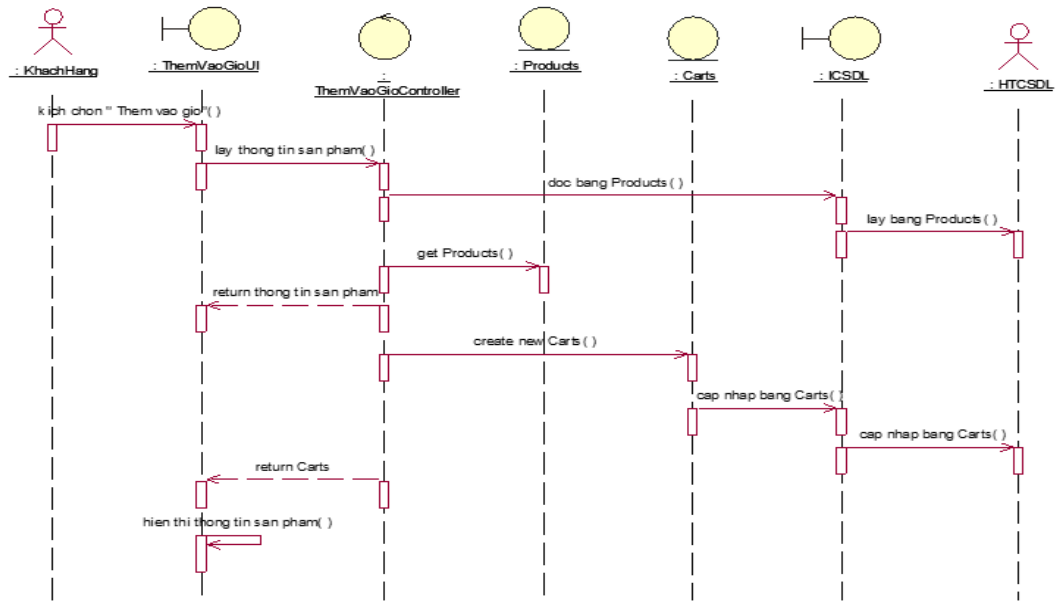 : KhachHang
: ThemVaoGioUI
:
ThemVaoGioController
: Products
: Carts
: ICSDL
: HTCSDL
kich chon " Them vao gio"( )
lay thong tin san pham( )
doc bang Products( )
lay bang Products( )
get Products( )
return thong tin san pham
create new Carts( )
cap nhap bang Carts( )
cap nhap bang Carts( )
return Carts
hien thi thong tin san pham( )